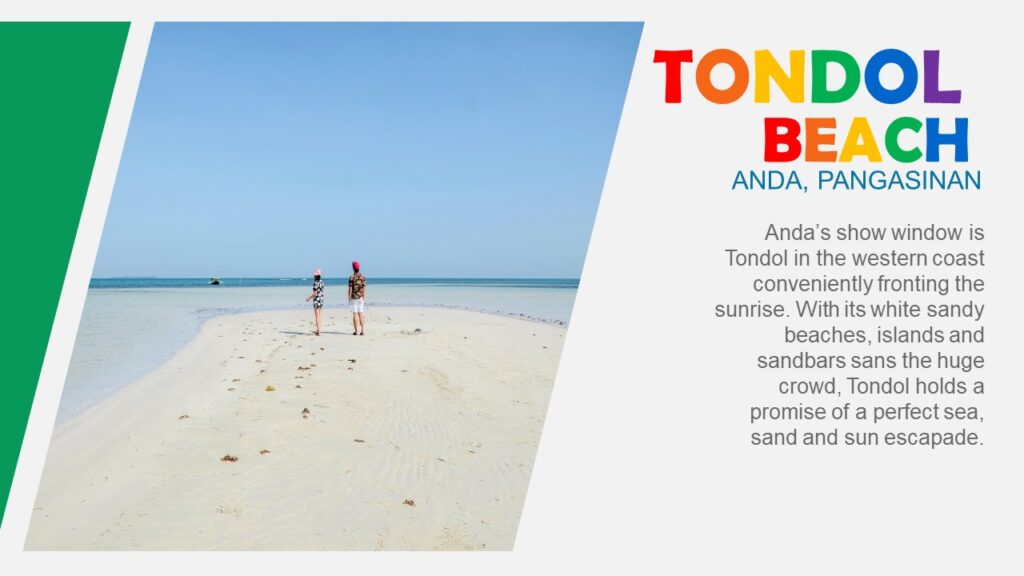 TONDOL
BEACH
ANDA, PANGASINAN
Anda’s show window is
Tondol in the western coast
conveniently fronting the
sunrise. With its white sandy
beaches, islands and
sandbars sans the huge
crowd, Tondol holds a
promise of a perfect sea,
sand and sun escapade.